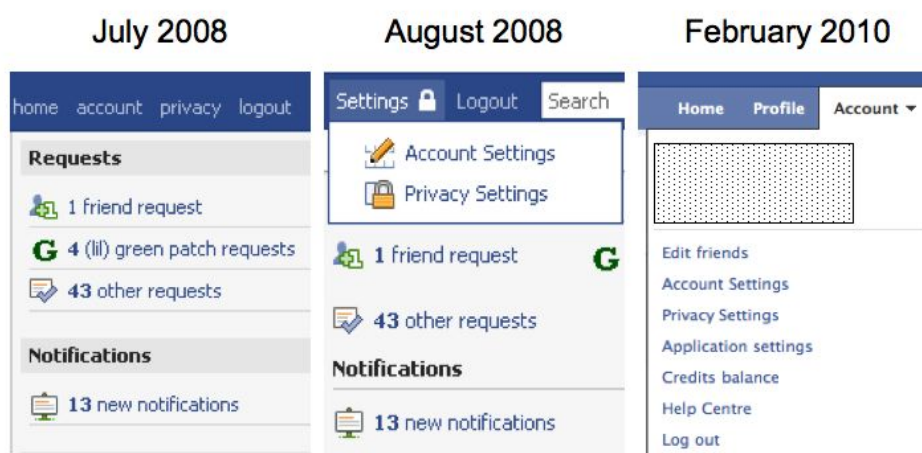 July 2008
home account privacy logout
Requests
1 friend request
G 4 (lil) green patch requests
43 other requests
Notifications
13 new notifications
August 2008
Settings Logout Search
Account Settings
Privacy Settings
1 friend request G
43 other requests
Notifications
13 new notifications
February 2010
Home Profile Account
Edit friends
Account Settings
Privacy Settings
Application settings
Credits balance
Help Centre
Log out